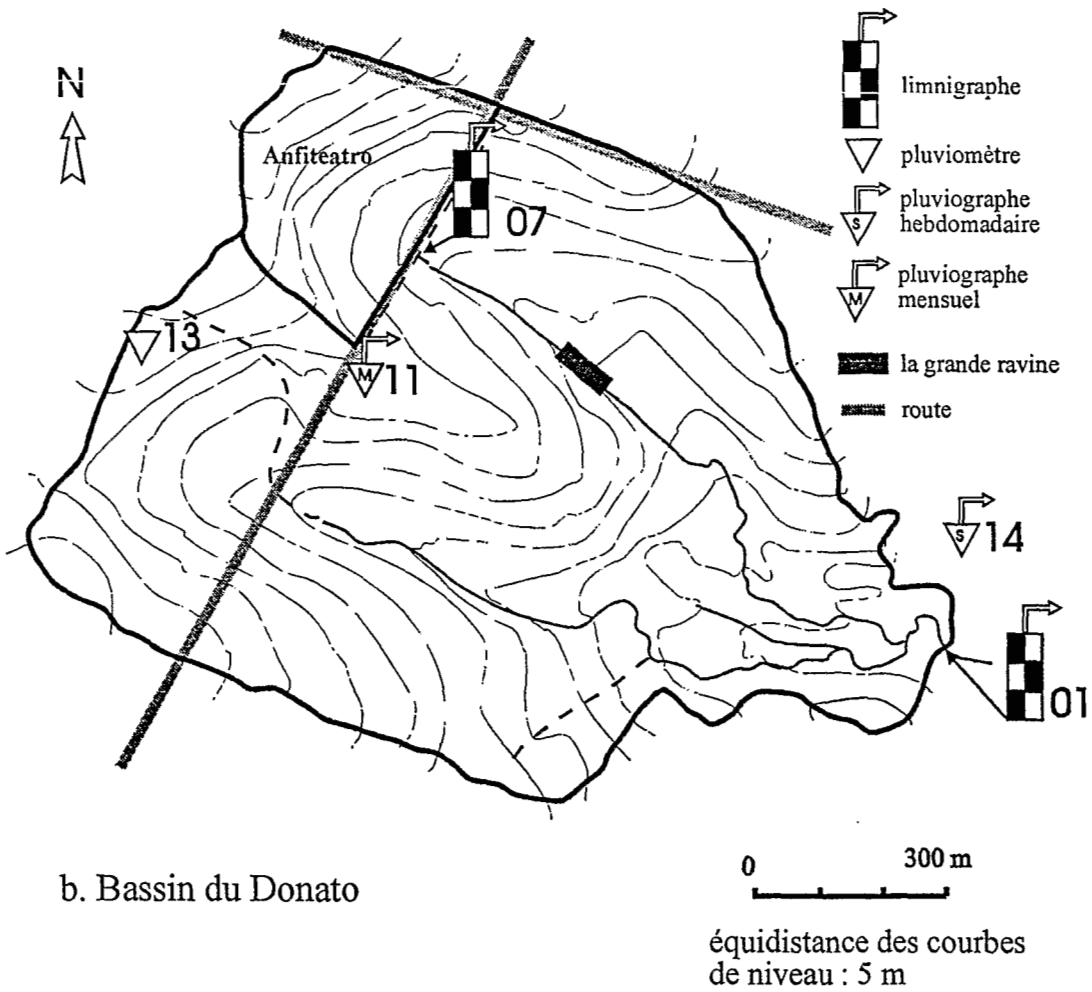 N
Anfiteatro
07
13
M
11
S
14
01
limnigraphe
pluviomètre
S
pluviographe
hebdomadaire
M
pluviographe
mensuel
la grande ravine
route
b. Bassin du Donato
0
300 m
équidistance des courbes
de niveau : 5 m